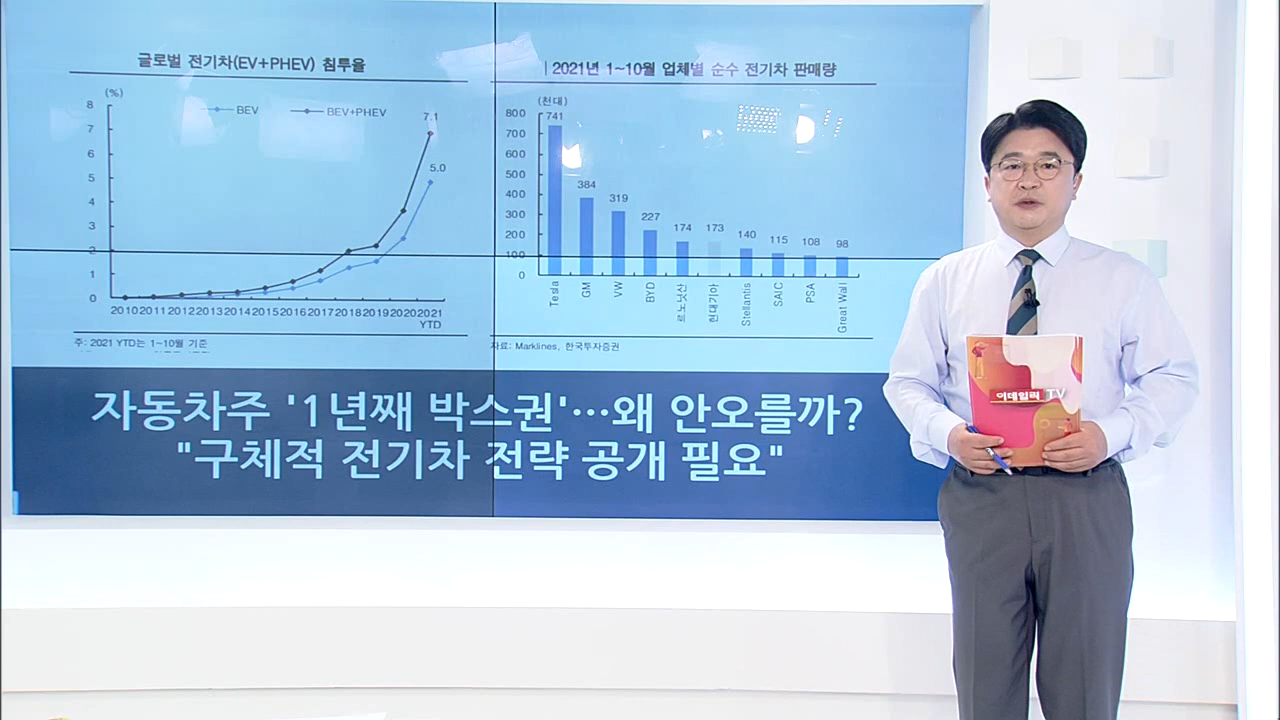 글로벌 전기차(EV+PHEV) 침투율
(%)
BEV
BEV+PHEV
8
7
6
5
4
3
2
1
0
7.1
5.0
2010 2011 2012 2013 2014 2015 2016 2017 2018 2019 2020 2021
YTD
주: 2021 YTD는 1~10월 기준
2021년 1~10월 업체별 순수 전기차 판매량
(천대)
800
700
600
500
400
300
200
100
0
741
384
319
227
174
173
140
115
108
98
Tesla
GM
VW
BYD
르노닛산
현대기아
Stellantis
SAIC
PSA
Great Wall
자료: Marklines, 한국투자증권
자동차주 '1년째 박스권'…왜 안오를까?
"구체적 전기차 전략 공개 필요"
이데일리 TV